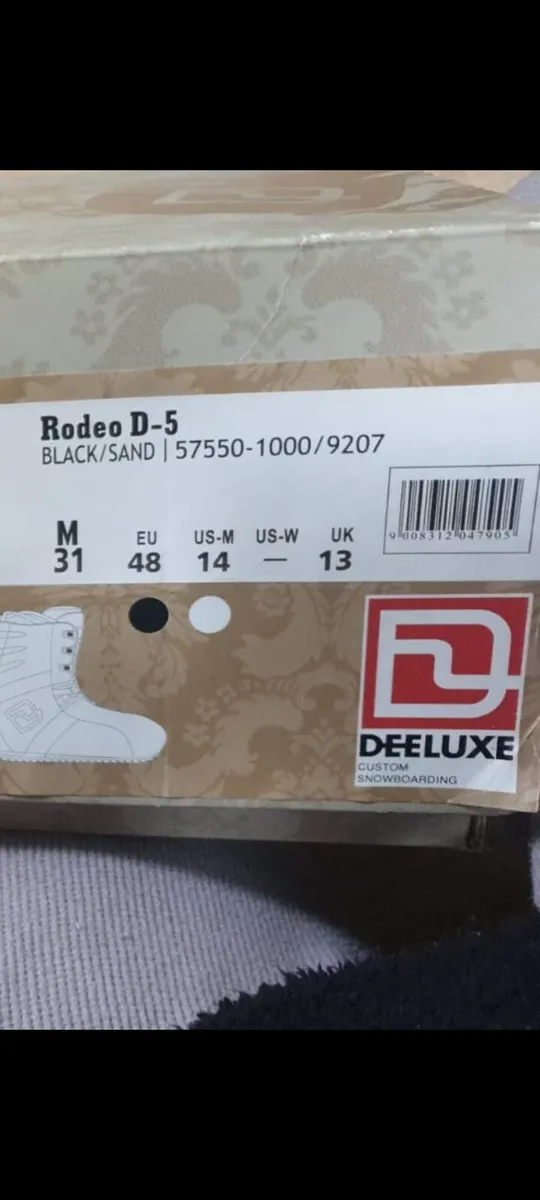 Rodeo D-5
BLACK/SAND | 57550-1000/9207
M EU US-M US-W UK
31 48 14 — 13
9 008312 047905
DEELUXE
CUSTOM
SNOWBOARDING